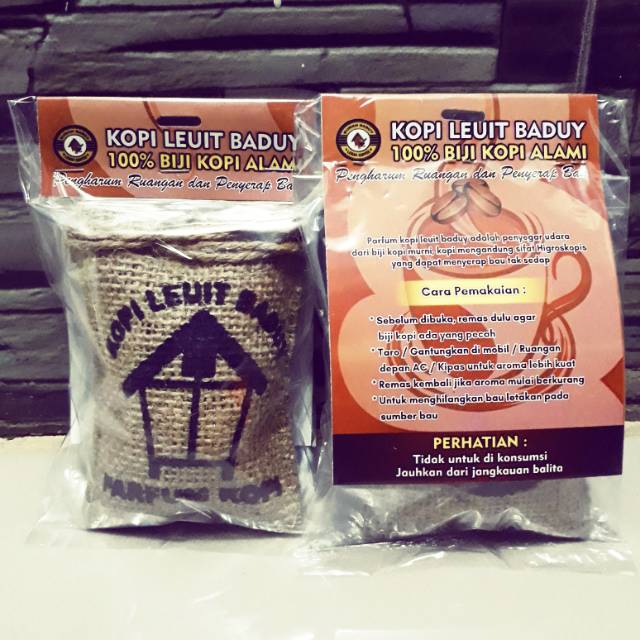 KOPI LEUIT BADUY
100% BIJI KOPI ALAMI
Pengharum Ruangan dan Penyerap Ba
KOPI LEUIT BADUY
PARFUM KOPI
KOPI LEUIT BADUY
100% BIJI KOPI ALAMI
Pengharum Ruangan dan Penyerap Ba
Parfum kopi leuit baduy adalah penyegar udara
dari biji kopi murni, kopi mengandung sifat Higroskopis
yang dapat menyerap bau tak sedap
Cara Pemakaian :
* Sebelum dibuka, remas dulu agar
biji kopi ada yang pecah
* Taro / Gantungkan di mobil / Ruangan
depan AC / Kipas untuk aroma lebih kuat
* Remas kembali jika aroma mulai berkurang
* Untuk menghilangkan bau letakan pada
sumber bau
PERHATIAN :
Tidak untuk di konsumsi
Jauhkan dari jangkauan balita